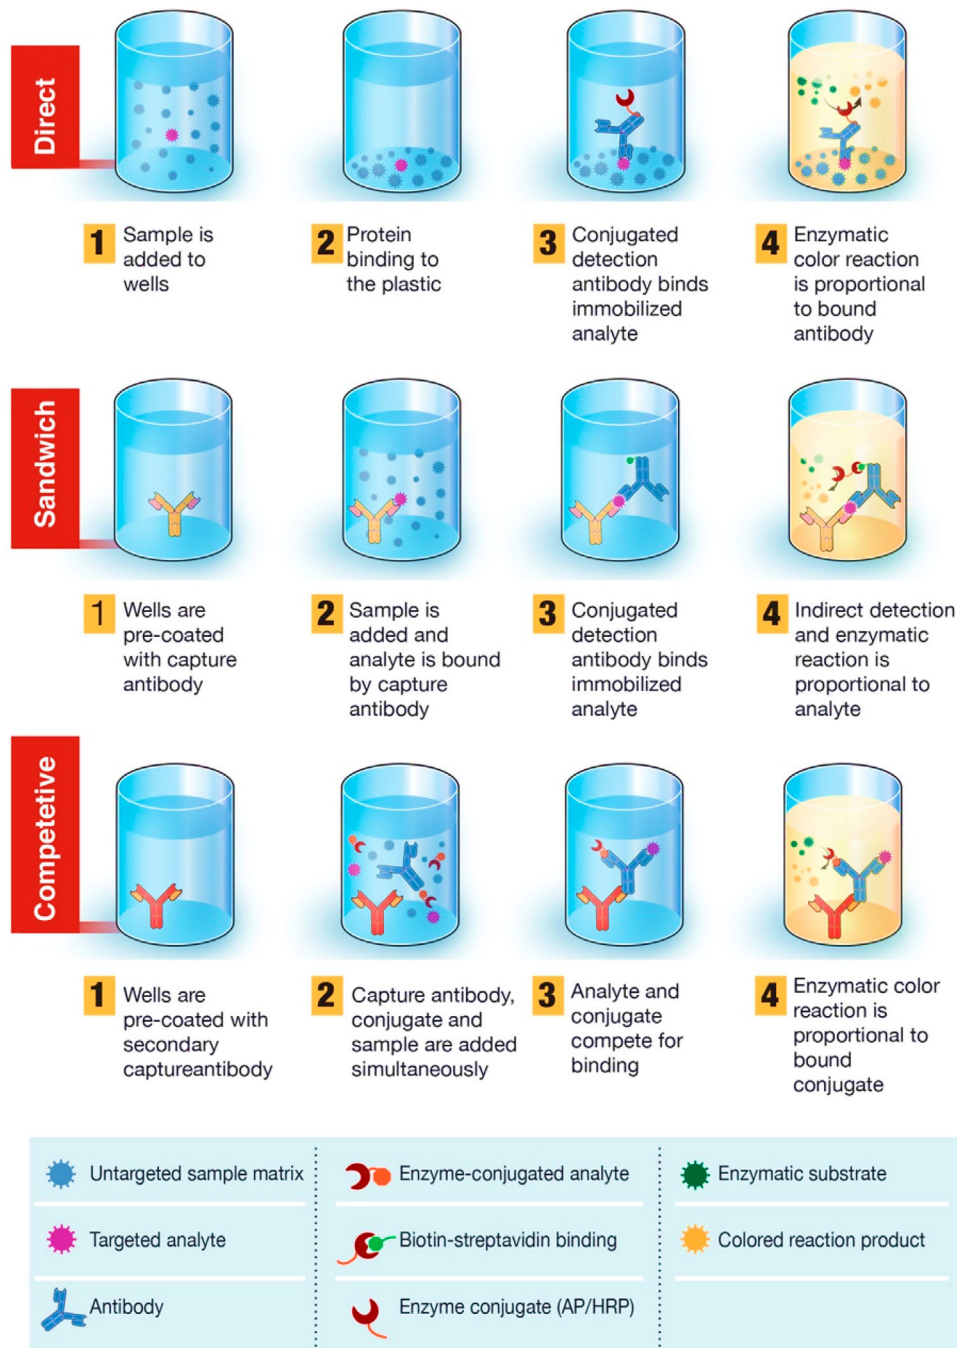 Direct
1 Sample is
added to
wells
2 Protein
binding to
the plastic
3 Conjugated
detection
antibody binds
immobilized
analyte
4 Enzymatic
color reaction
is proportional
to bound
antibody
Sandwich
1 Wells are
pre-coated
with capture
antibody
2 Sample is
added and
analyte is bound
by capture
antibody
3 Conjugated
detection
antibody binds
immobilized
analyte
4 Indirect detection
and enzymatic
reaction is
proportional to
analyte
Competetive
1 Wells are
pre-coated with
secondary
captureantibody
2 Capture antibody,
conjugate and
sample are added
simultaneously
3 Analyte and
conjugate
compete for
binding
4 Enzymatic color
reaction is
proportional to
bound
conjugate
Untargeted sample matrix
Targeted analyte
Antibody
Enzyme-conjugated analyte
Biotin-streptavidin binding
Enzyme conjugate (AP/HRP)
Enzymatic substrate
Colored reaction product